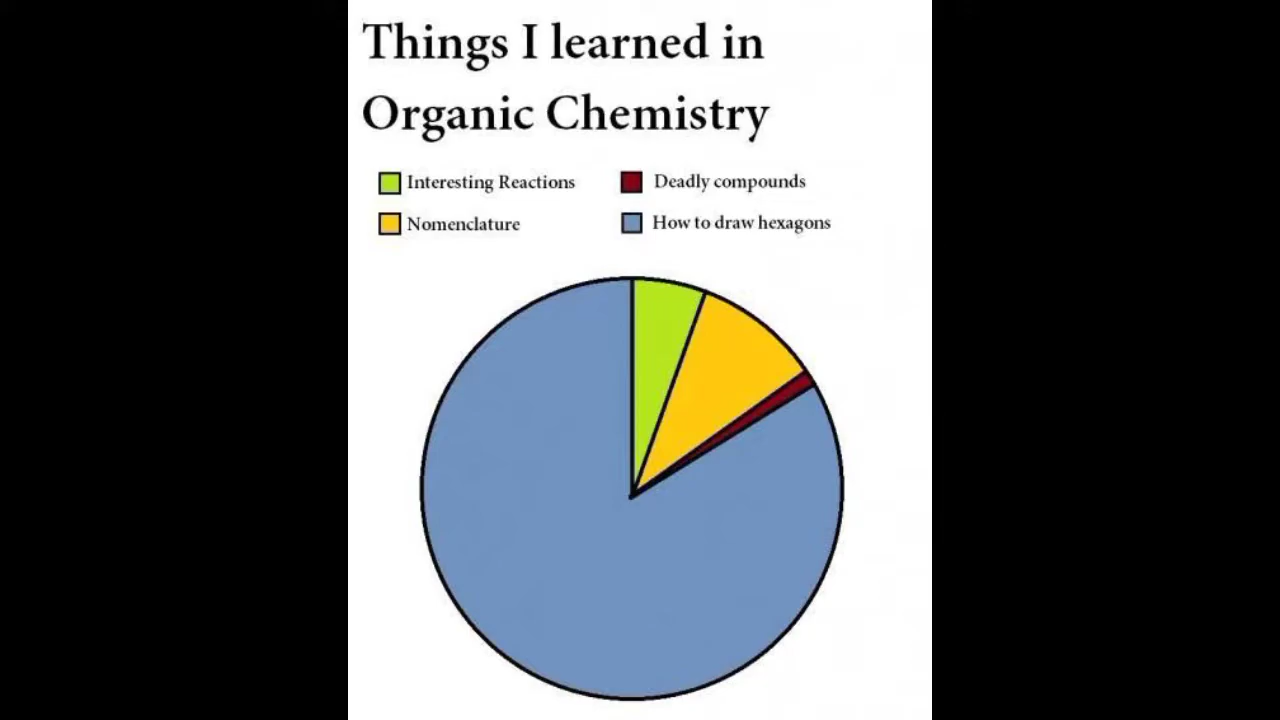 Things I learned in
Organic Chemistry
Interesting Reactions
Deadly compounds
Nomenclature
How to draw hexagons